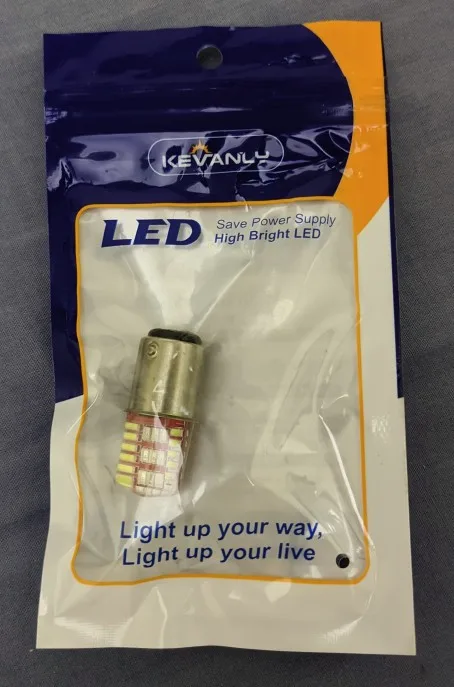 KEVANLY
LED
Save Power Supply
High Bright LED
Light up your way,
Light up your live